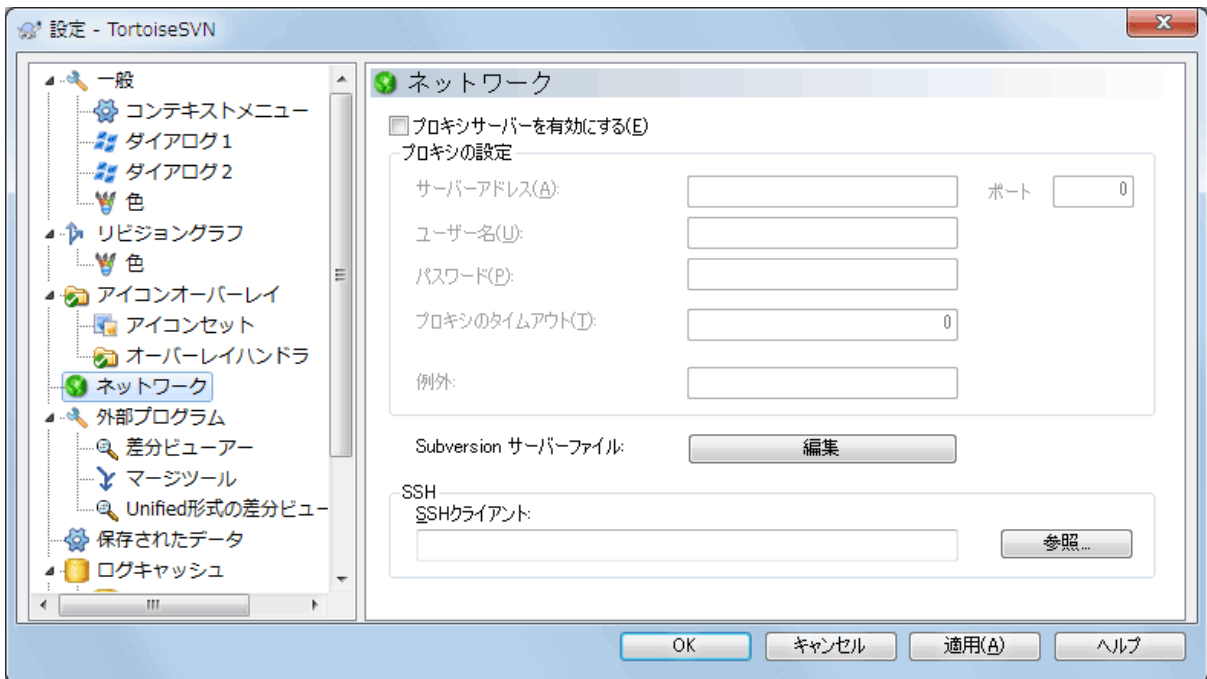 設定 - TortoiseSVN
一般
コンテキストメニュー
ダイアログ1
ダイアログ2
色
リビジョングラフ
色
アイコンオーバーレイ
アイコンセット
オーバーレイハンドラ
ネットワーク
外部プログラム
差分ビューアー
マージツール
Unified形式の差分ビュー
保存されたデータ
ログキャッシュ
ネットワーク
プロキシサーバーを有効にする(E)
プロキシの設定
サーバーアドレス(A):
ポート
0
ユーザー名(U):
パスワード(P):
プロキシのタイムアウト(T):
0
例外:
Subversion サーバーファイル:
編集
SSH
SSHクライアント:
参照...
OK
キャンセル
適用(A)
ヘルプ